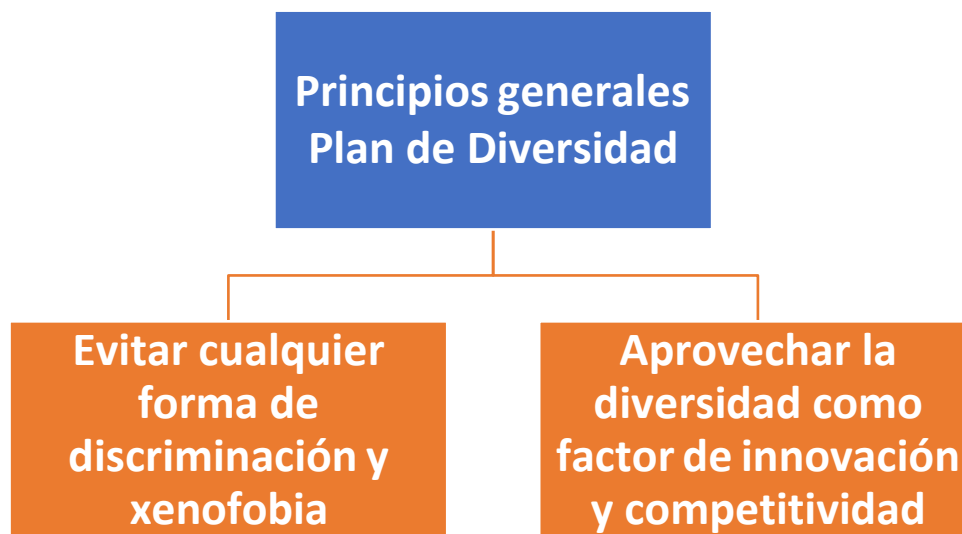 Principios generales
Plan de Diversidad
Evitar cualquier
forma de
discriminación y
xenofobia
Aprovechar la
diversidad como
factor de innovación
y competitividad